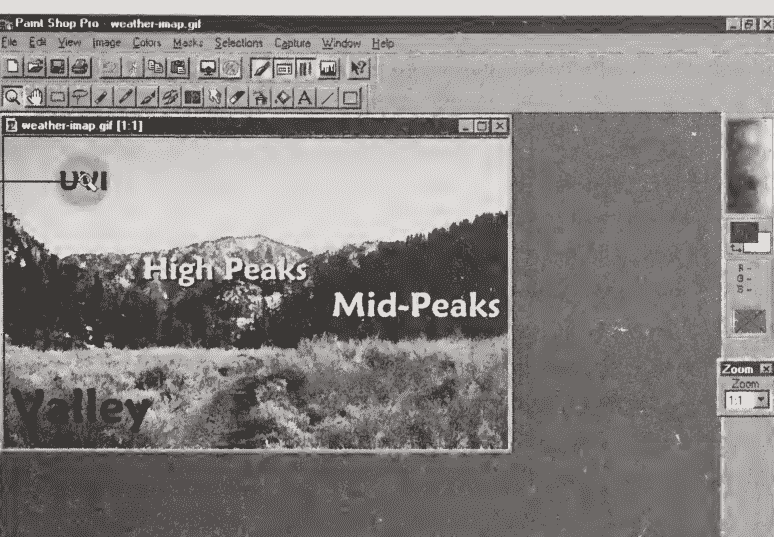 Paint Shop Pro - weather-imap.gif
File Edit View Image Colors Masks Selections Capture Window Help
weather-imap.gif [1:1]
UVI
High Peaks
Mid-Peaks
Valley
R -
G -
Zoom
Zoom
1:1